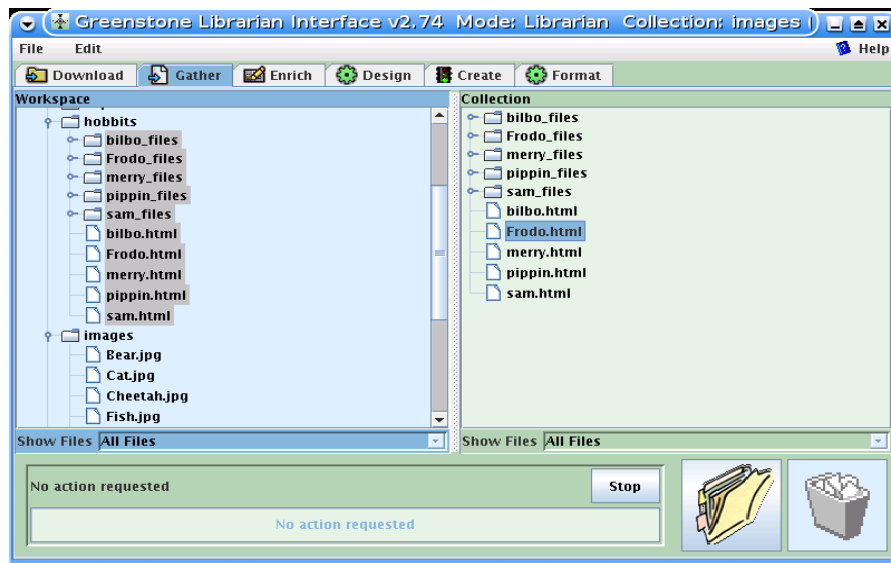 Greenstone Librarian Interface v2.74 Mode: Librarian Collection: images (
File Edit Help
Download Gather Enrich Design Create Format
Workspace
hobbits
bilbo_files
Frodo_files
merry_files
pippin_files
sam_files
bilbo.html
Frodo.html
merry.html
pippin.html
sam.html
images
Bear.jpg
Cat.jpg
Cheetah.jpg
Fish.jpg
Show Files All Files
Collection
bilbo_files
Frodo_files
merry_files
pippin_files
sam_files
bilbo.html
Frodo.html
merry.html
pippin.html
sam.html
Show Files All Files
No action requested
Stop
No action requested